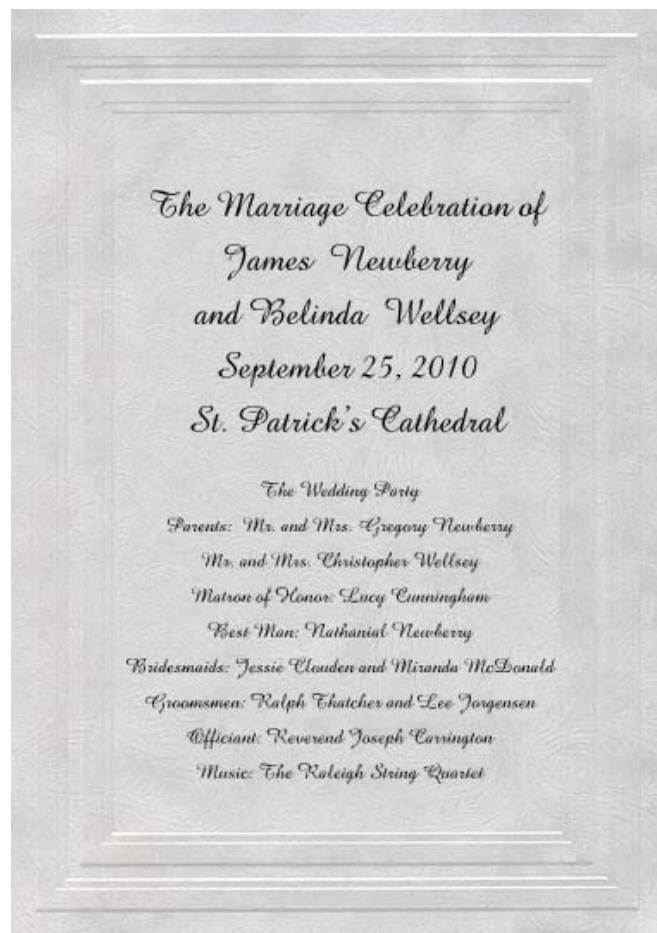 The Marriage Celebration of
James Newberry
and Belinda Wellsey
September 25, 2010
St. Patrick's Cathedral
The Wedding Party
Parents: Mr. and Mrs. Gregory Newberry
Mr. and Mrs. Christopher Wellsey
Matron of Honor: Lucy Cunningham
Best Man: Nathanial Newberry
Bridesmaids: Jessie Clouden and Miranda McDonald
Groomsmen: Ralph Thatcher and Lee Jorgensen
Officiant: Reverend Joseph Carrington
Music: The Raleigh String Quartet